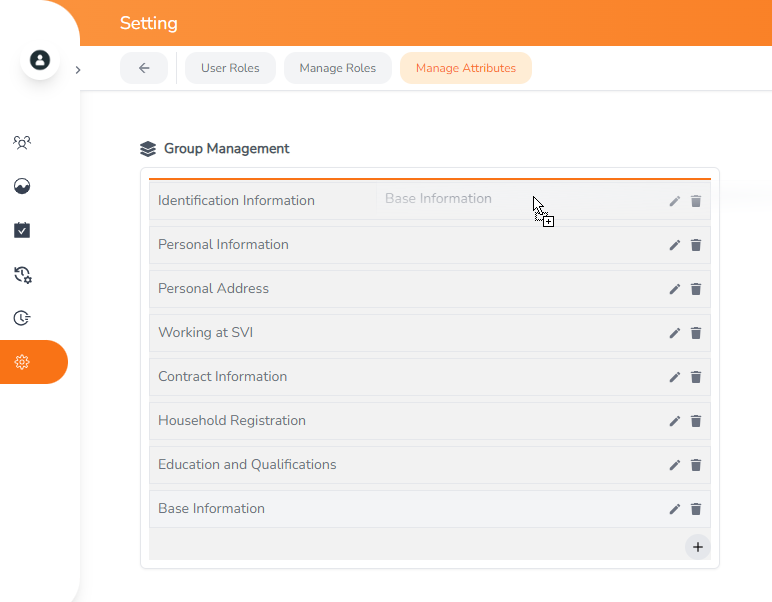 Setting
User Roles
Manage Roles
Manage Attributes
Group Management
Identification Information
Base Information
Personal Information
Personal Address
Working at SVI
Contract Information
Household Registration
Education and Qualifications
Base Information